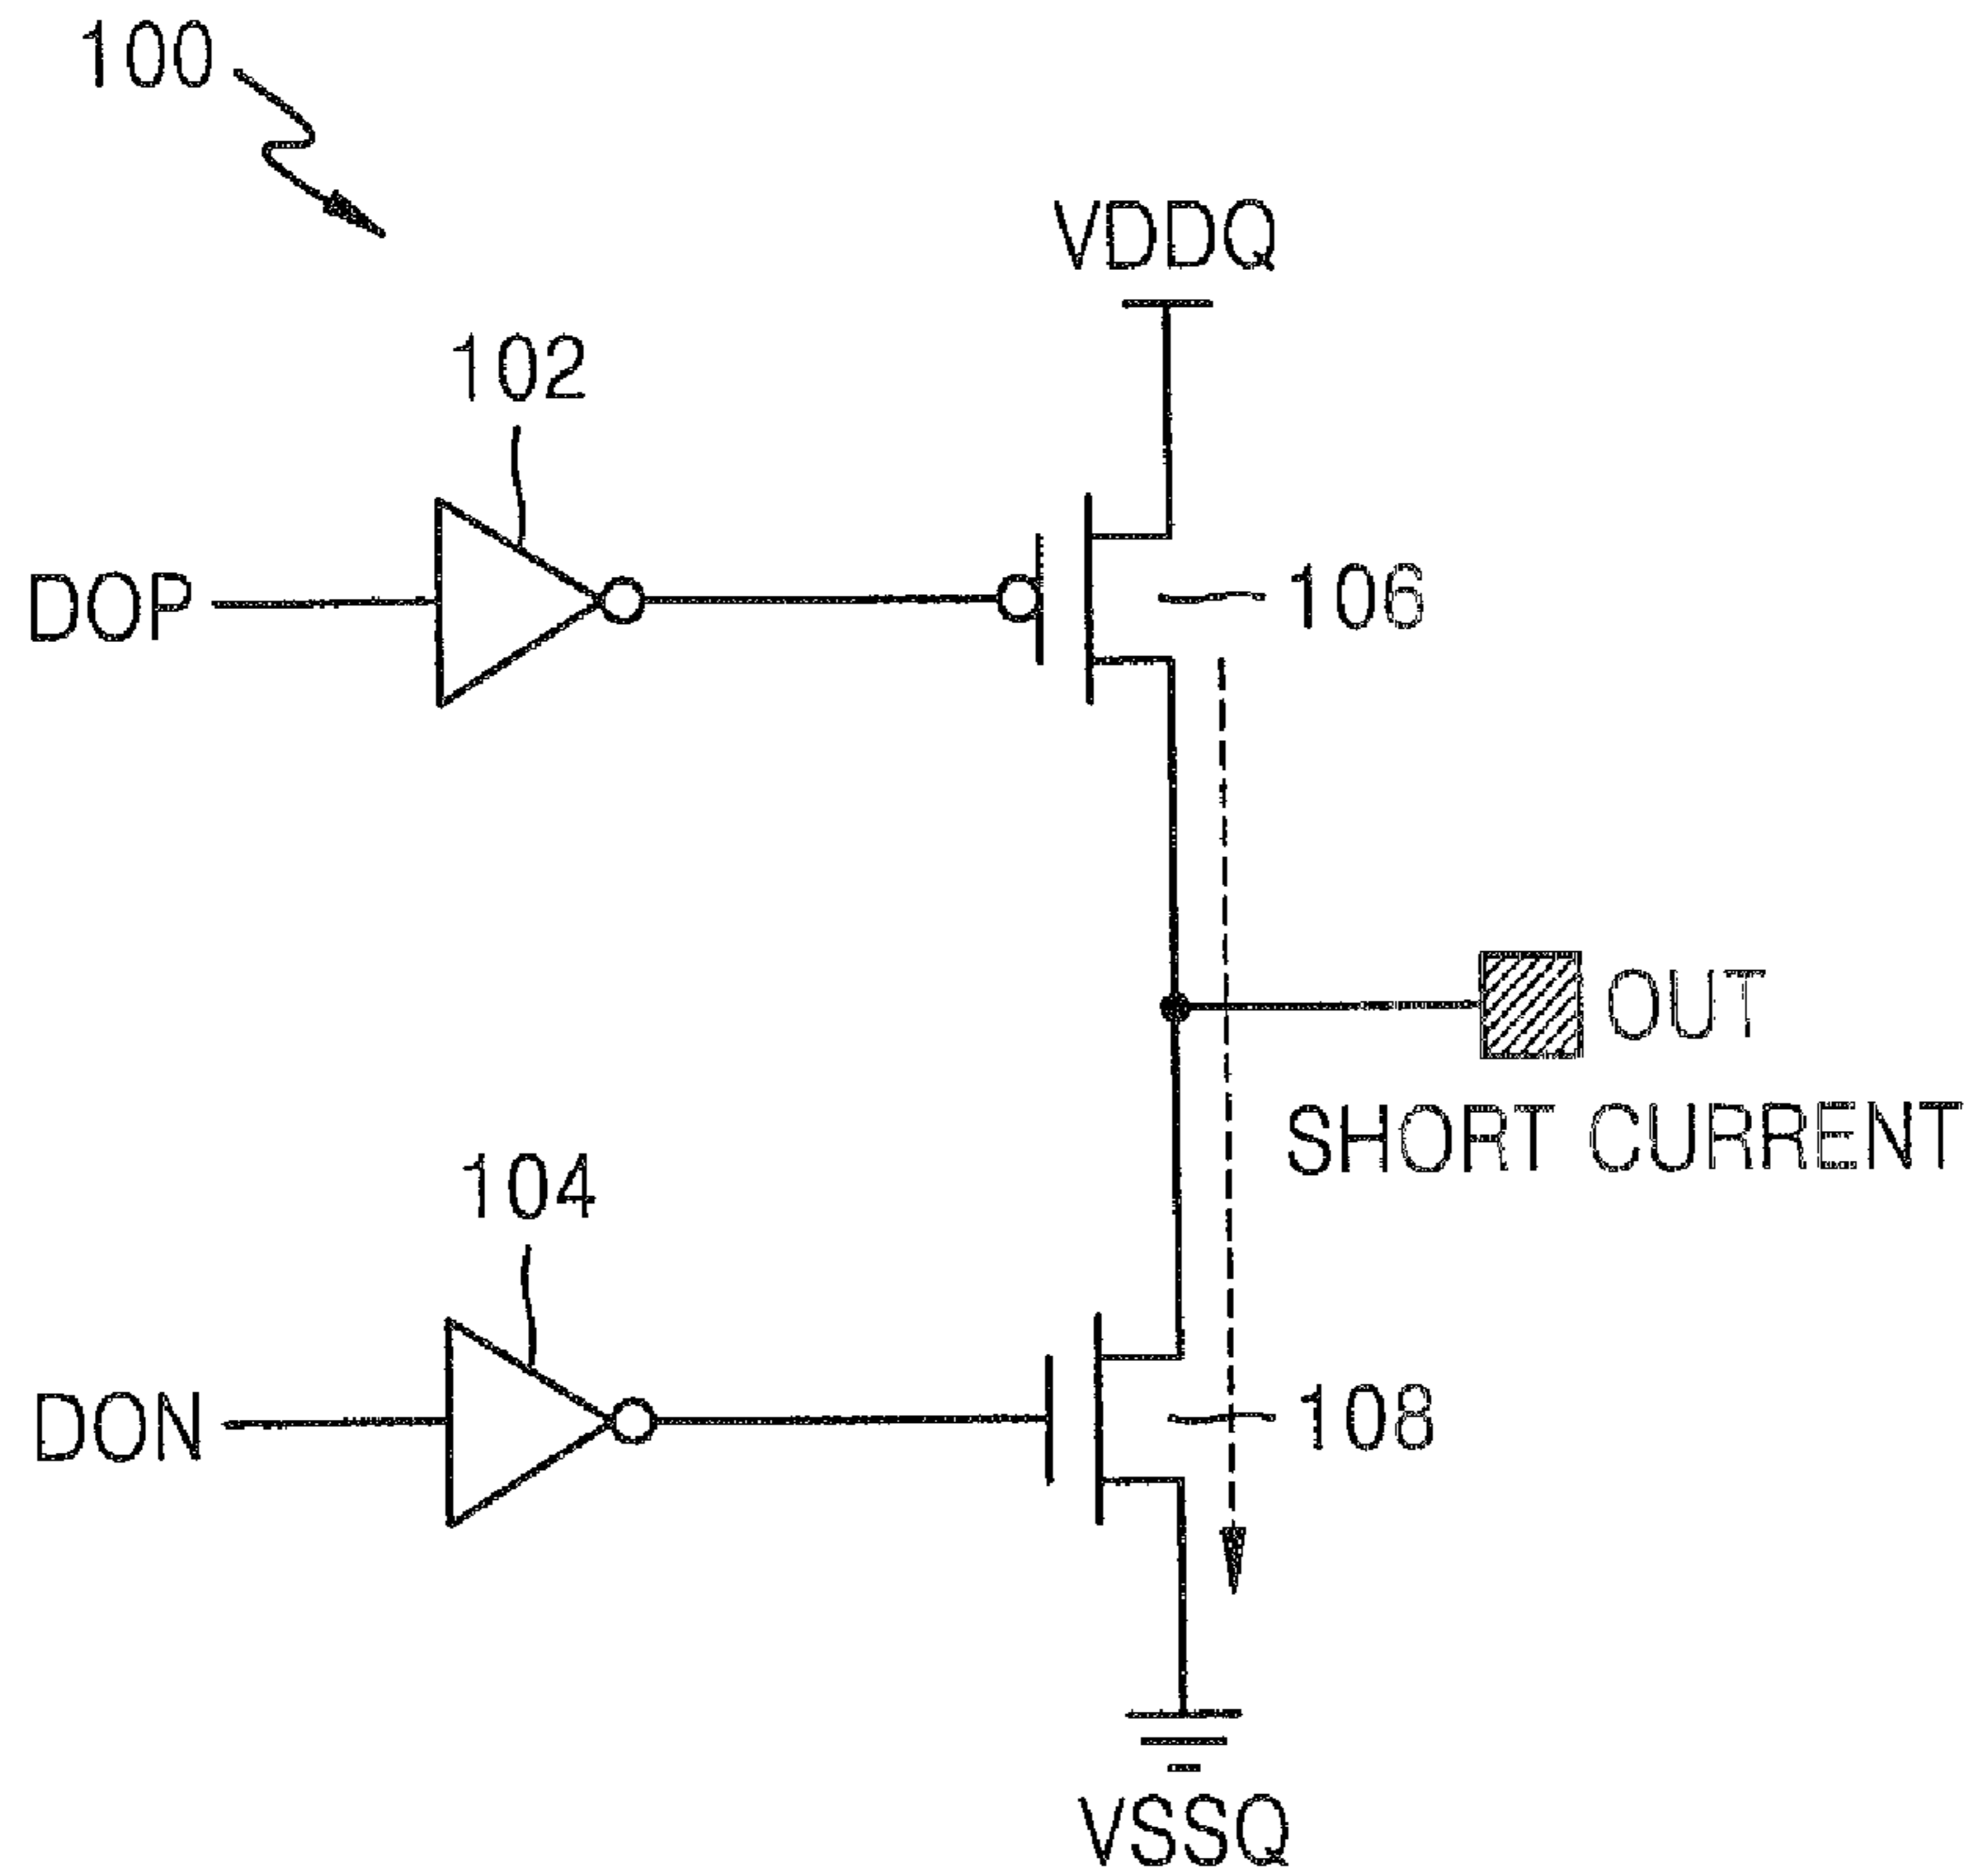 100
VDDQ
102
DOP
106
OUT
SHORT CURRENT
104
DON
108
VSSQ